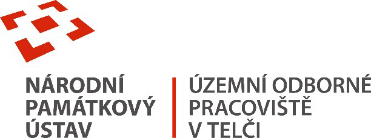 NÁRODNÍ
PAMÁTKOVÝ
ÚSTAV
ÚZEMNÍ ODBORNÉ
PRACOVIŠTĚ
V TELČI